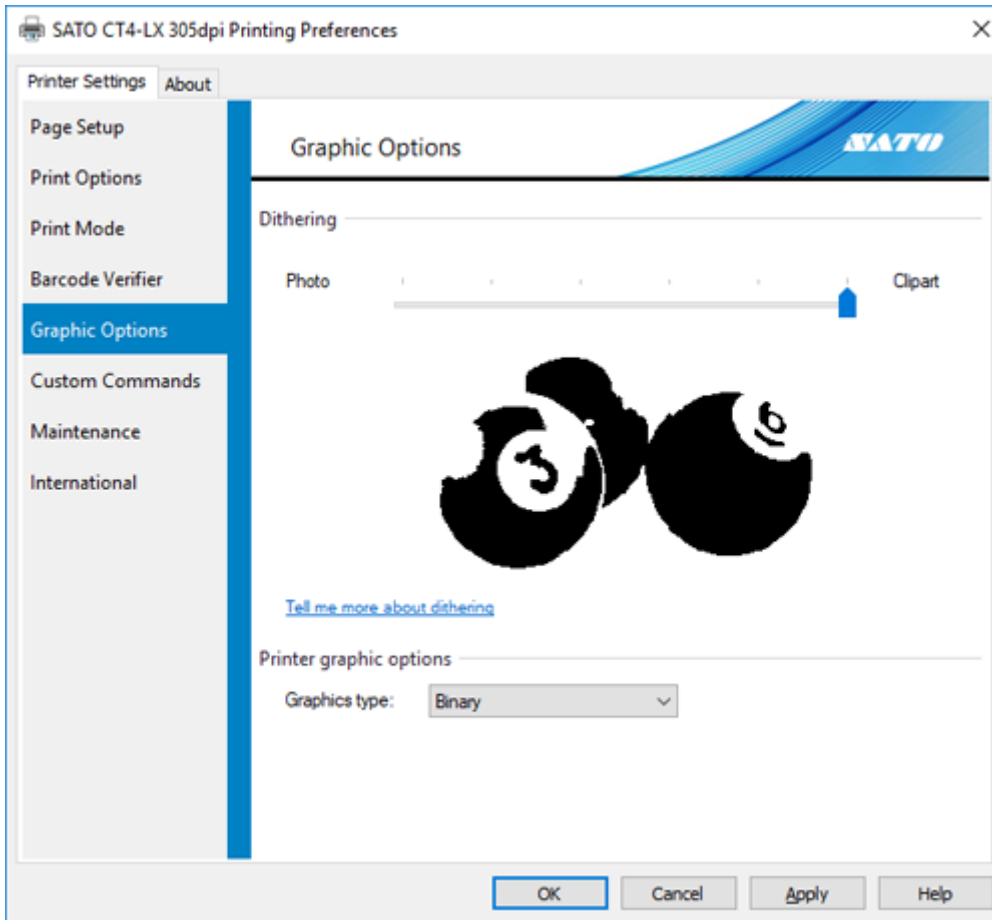 SATO CT4-LX 305dpi Printing Preferences
Printer Settings
About
Page Setup
Print Options
Print Mode
Barcode Verifier
Graphic Options
Custom Commands
Maintenance
International
Graphic Options
SATO
Dithering
Photo
Clipart
3
16
Tell me more about dithering
Printer graphic options
Graphics type: Binary
OK Cancel Apply Help